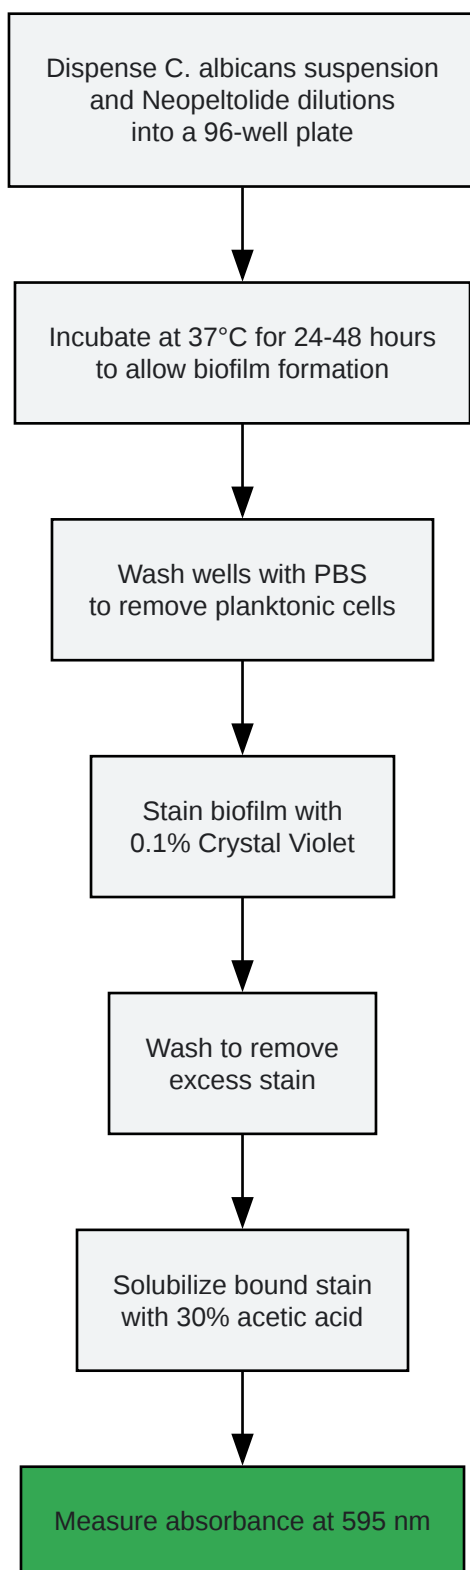 Dispense C. albicans suspension
and Neopeltolide dilutions
into a 96-well plate
Incubate at 37°C for 24-48 hours
to allow biofilm formation
Wash wells with PBS
to remove planktonic cells
Stain biofilm with
0.1% Crystal Violet
Wash to remove
excess stain
Solubilize bound stain
with 30% acetic acid
Measure absorbance at 595 nm